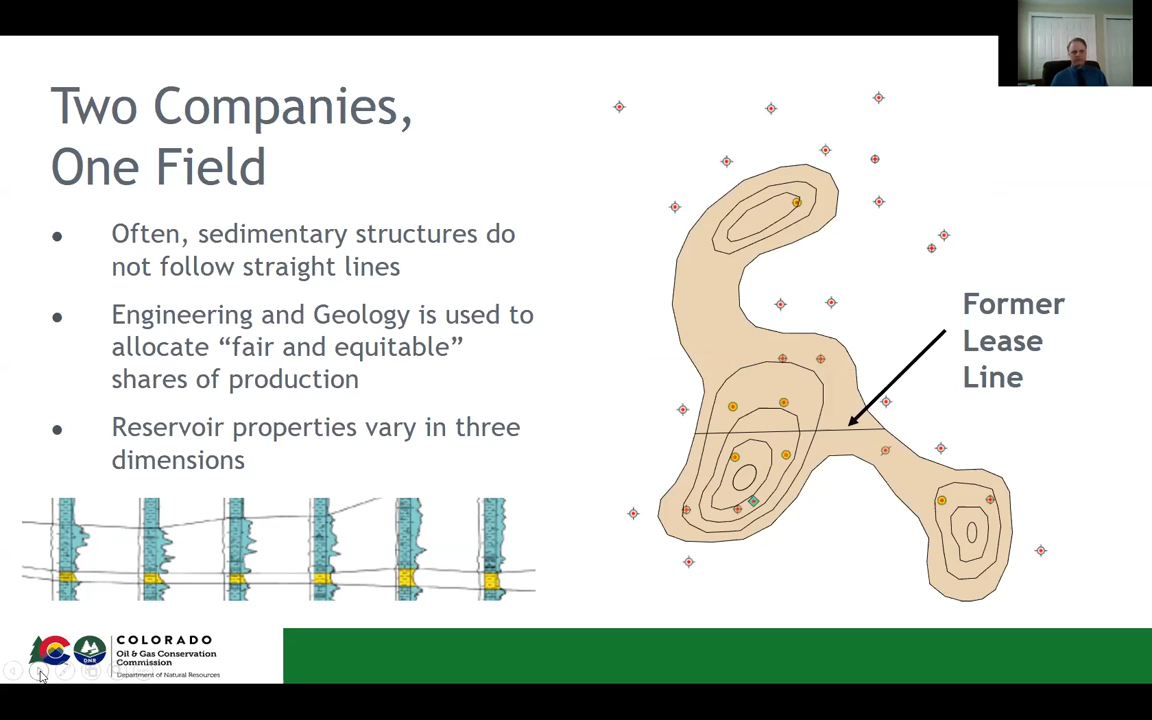 Two Companies,
One Field
● Often, sedimentary structures do
not follow straight lines
● Engineering and Geology is used to
allocate “fair and equitable”
shares of production
● Reservoir properties vary in three
dimensions
Former
Lease
Line
COLORADO
Oil & Gas Conservation
Commission
Department of Natural Resources
DNR